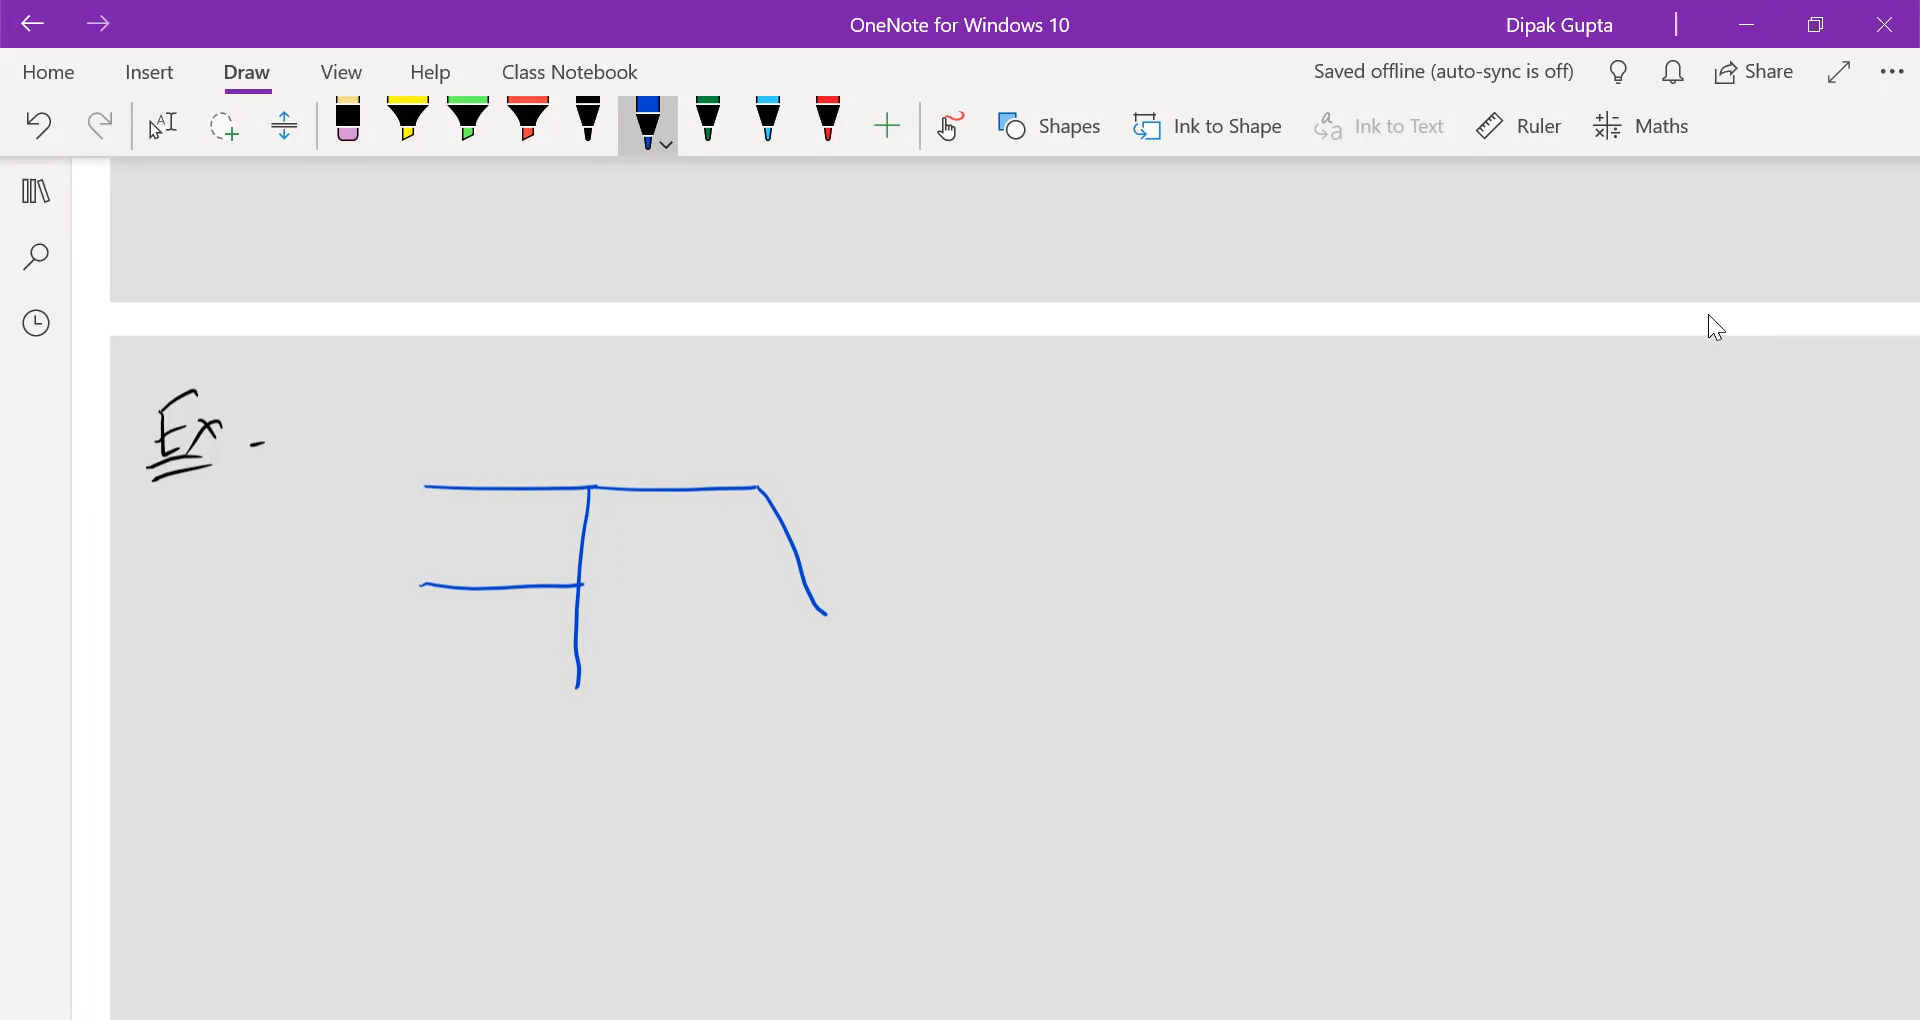 OneNote for Windows 10
Dipak Gupta
Home Insert Draw View Help Class Notebook
Saved offline (auto-sync is off) Share
Shapes Ink to Shape Ink to Text Ruler Maths
Ex -